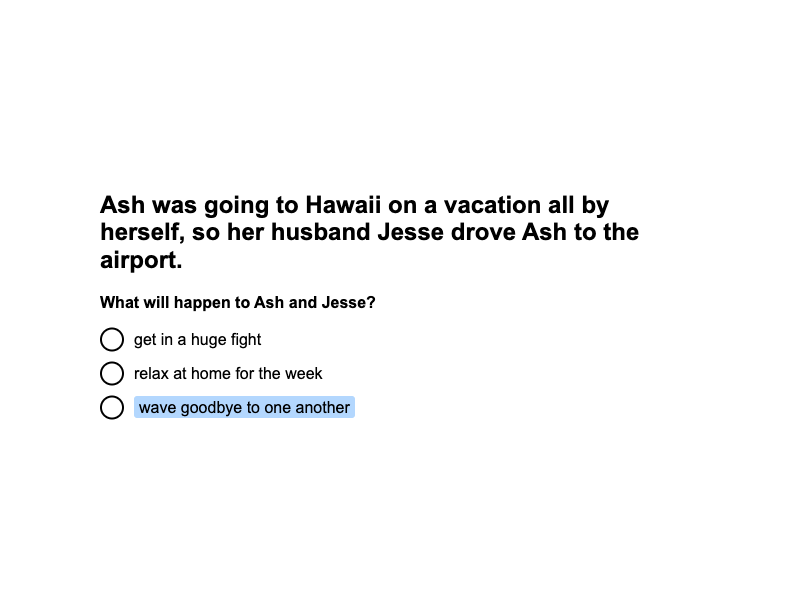 Ash was going to Hawaii on a vacation all by
herself, so her husband Jesse drove Ash to the
airport.
What will happen to Ash and Jesse?
get in a huge fight
relax at home for the week
wave goodbye to one another